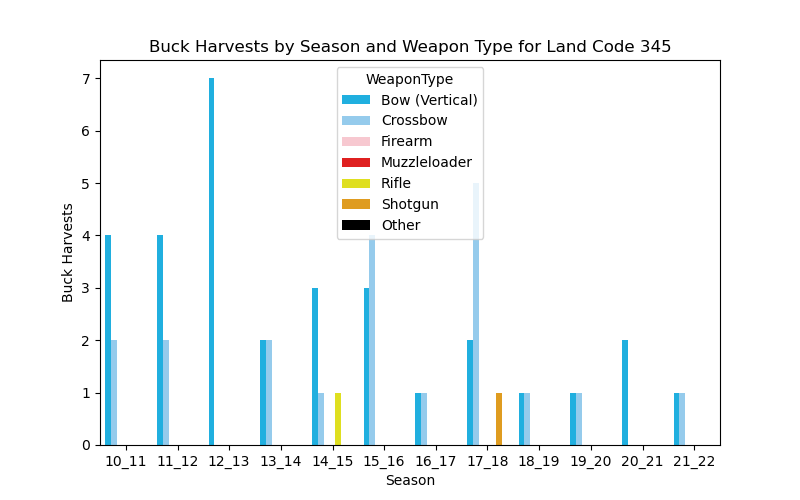 Buck Harvests by Season and Weapon Type for Land Code 345
WeaponType
Bow (Vertical)
Crossbow
Firearm
Muzzleloader
Rifle
Shotgun
Other
Buck Harvests
7
6
5
4
3
2
1
0
10_11 11_12 12_13 13_14 14_15 15_16 16_17 17_18 18_19 19_20 20_21 21_22
Season